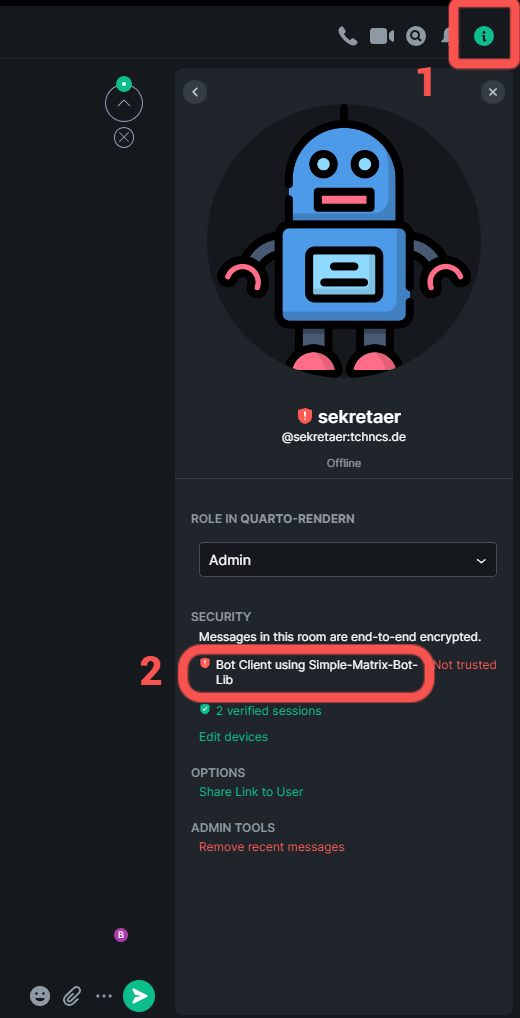 1
sekretaer
@sekretaer:tchncs.de
Offline
ROLE IN QUARTO-RENDERN
Admin
SECURITY
Messages in this room are end-to-end encrypted.
2
Bot Client using Simple-Matrix-Bot-
Lib
Not trusted
2 verified sessions
Edit devices
OPTIONS
Share Link to User
ADMIN TOOLS
Remove recent messages
B